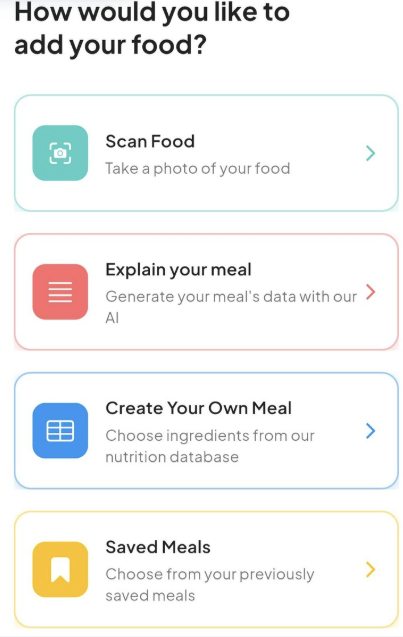 How would you like to
add your food?
Scan Food
Take a photo of your food
Explain your meal
Generate your meal's data with our
AI
Create Your Own Meal
Choose ingredients from our
nutrition database
Saved Meals
Choose from your previously
saved meals